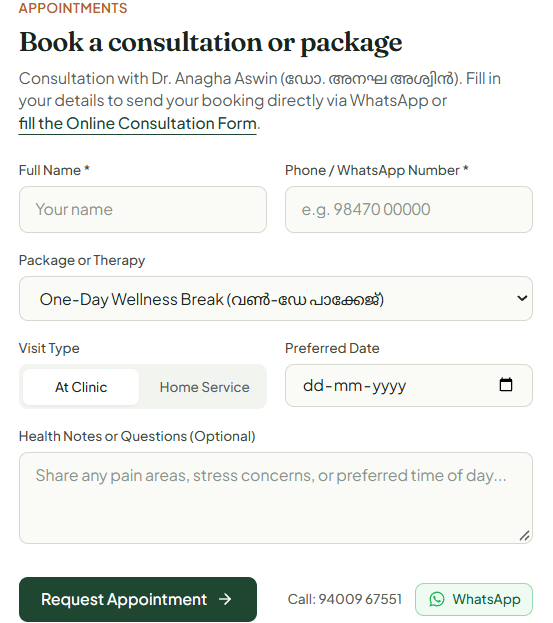 APPOINTMENTS
Book a consultation or package
Consultation with Dr. Anagha Aswin (ഡോ. അനഘ അശ്വിൻ). Fill in
your details to send your booking directly via WhatsApp or
fill the Online Consultation Form.
Full Name *
Phone / WhatsApp Number *
Your name
e.g. 98470 00000
Package or Therapy
One-Day Wellness Break (വൺ-ഡേ പാക്കേജ്)
Visit Type
Preferred Date
At Clinic
Home Service
dd-mm-yyyy
Health Notes or Questions (Optional)
Share any pain areas, stress concerns, or preferred time of day...
Request Appointment →
Call: 94009 67551
WhatsApp